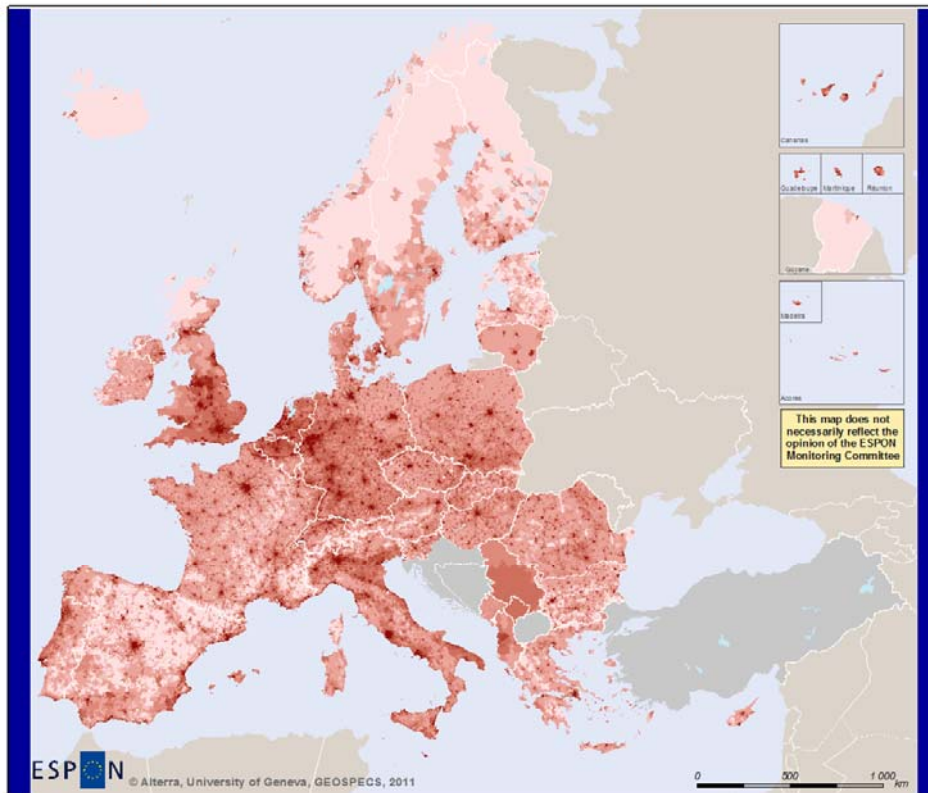 Canarias
Guadeloupe
Martinique
Réunion
Guyane
Madeira
Acores
This map does not
necessarily reflect the
opinion of the ESPON
Monitoring Committee
ESPON
© Alterra, University of Geneva, GEOSPECS, 2011
0 500 1 000
km